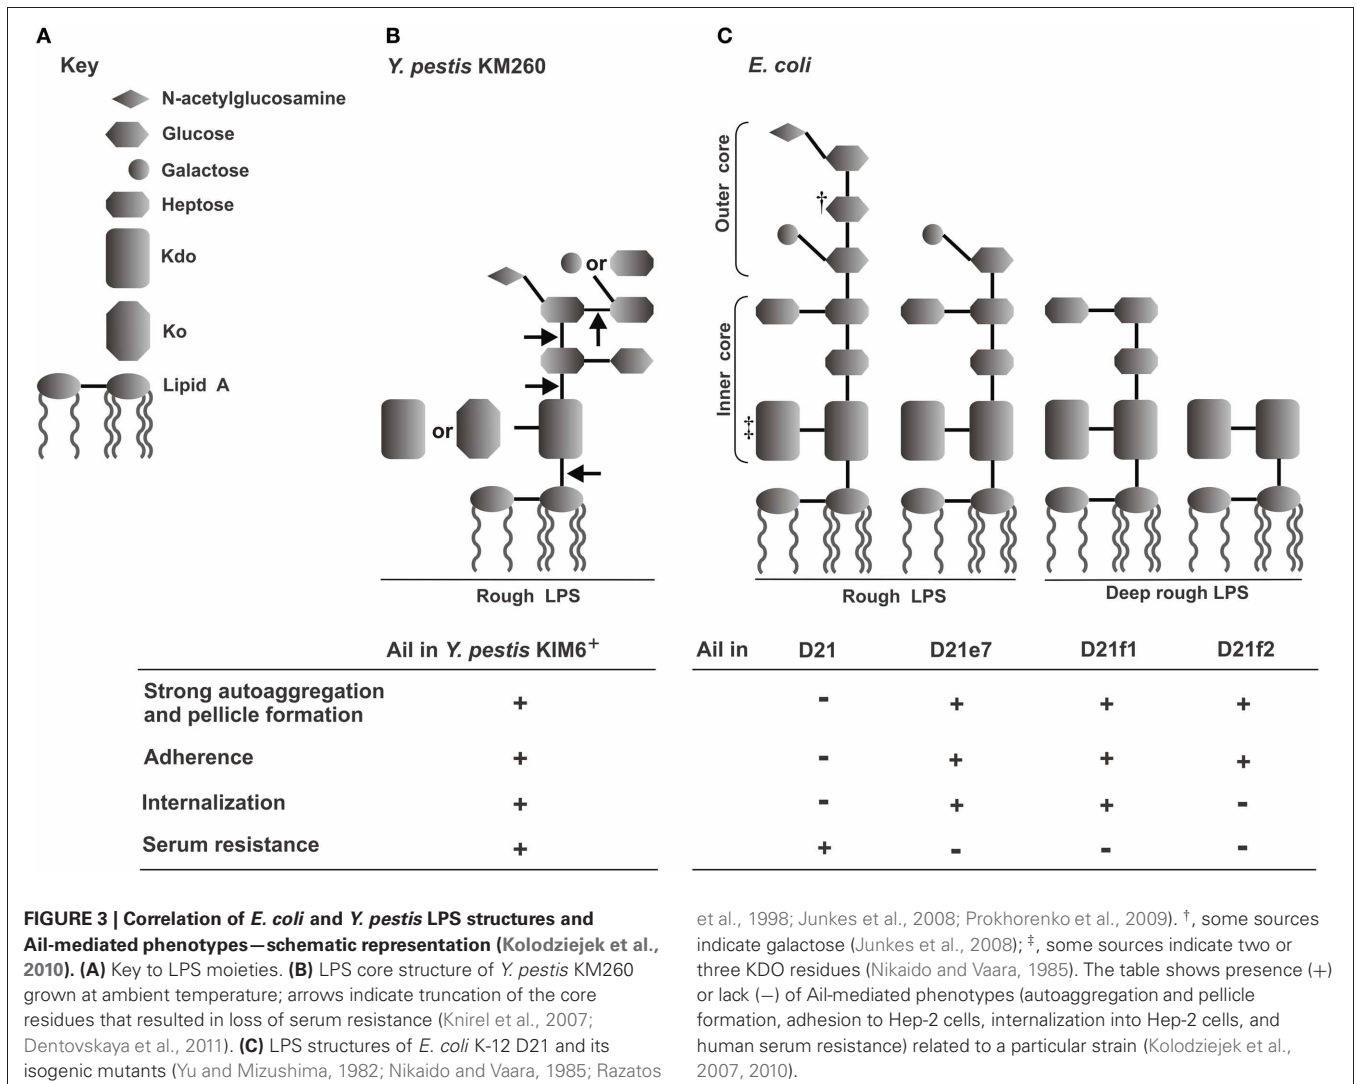 A
Key
N-acetylglucosamine
Glucose
Galactose
Heptose
Kdo
Ko
Lipid A
B
Y. pestis KM260
or
or
Rough LPS
C
E. coli
Outer core
†
Inner core
‡
Rough LPS
Deep rough LPS
Ail in Y. pestis KIM6+
Ail in D21 D21e7 D21f1 D21f2
Strong autoaggregation
and pellicle formation + - + + +
Adherence + - + + +
Internalization + - + + -
Serum resistance + + - - -
FIGURE 3 | Correlation of E. coli and Y. pestis LPS structures and
Ail-mediated phenotypes—schematic representation (Kolodziejek et al.,
2010). (A) Key to LPS moieties. (B) LPS core structure of Y. pestis KM260
grown at ambient temperature; arrows indicate truncation of the core
residues that resulted in loss of serum resistance (Knirel et al., 2007;
Dentovskaya et al., 2011). (C) LPS structures of E. coli K-12 D21 and its
isogenic mutants (Yu and Mizushima, 1982; Nikaido and Vaara, 1985; Razatos
et al., 1998; Junkes et al., 2008; Prokhorenko et al., 2009). †, some sources
indicate galactose (Junkes et al., 2008); ‡, some sources indicate two or
three KDO residues (Nikaido and Vaara, 1985). The table shows presence (+)
or lack (−) of Ail-mediated phenotypes (autoaggregation and pellicle
formation, adhesion to Hep-2 cells, internalization into Hep-2 cells, and
human serum resistance) related to a particular strain (Kolodziejek et al.,
2007, 2010).